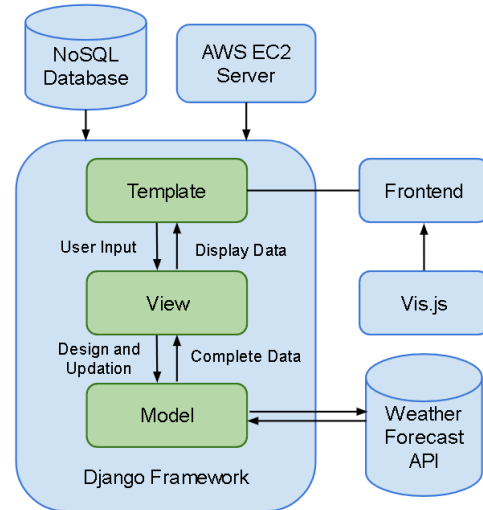 NoSQL
Database
AWS EC2
Server
Template
Frontend
User Input
Display Data
View
Vis.js
Design and
Updation
Complete Data
Model
Weather
Forecast
API
Django Framework